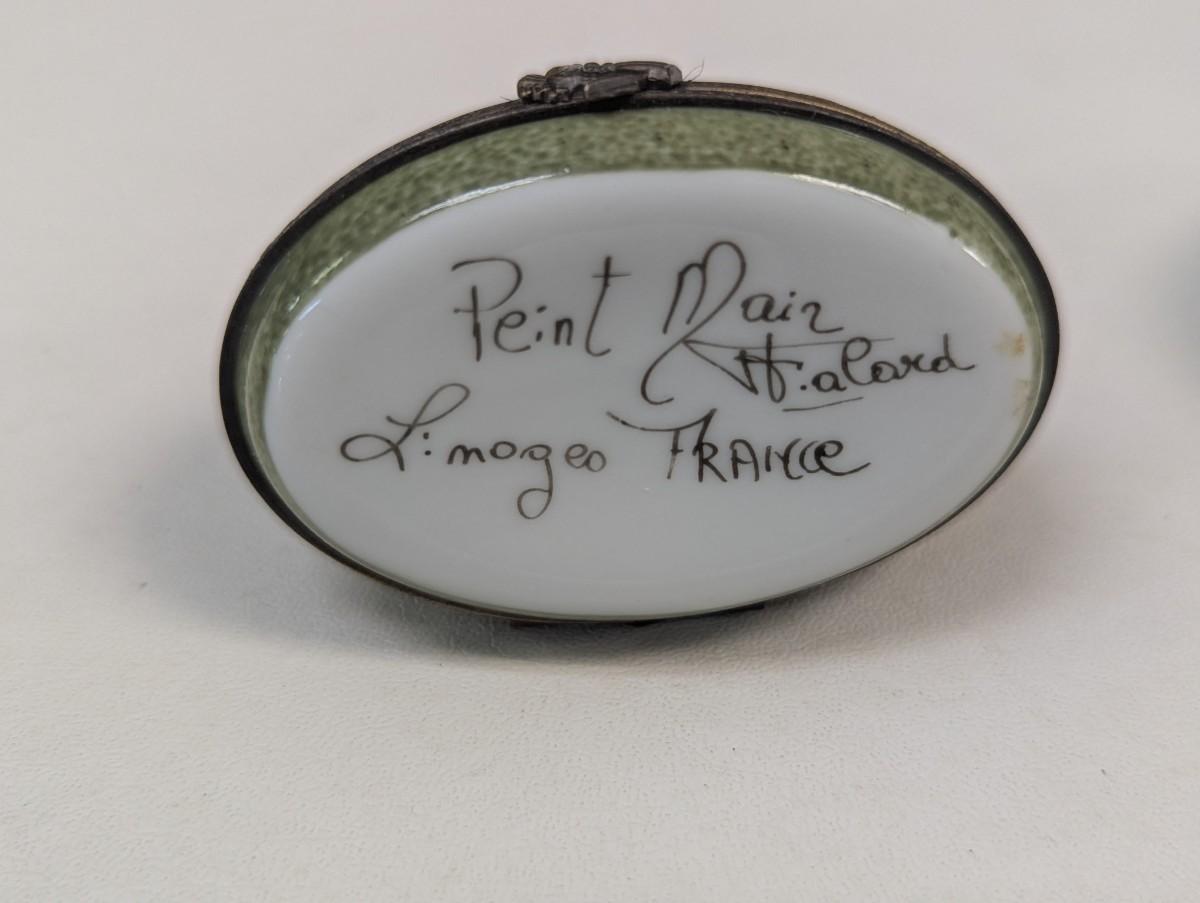 Peint Main
H.alard
Limoges FRANCE